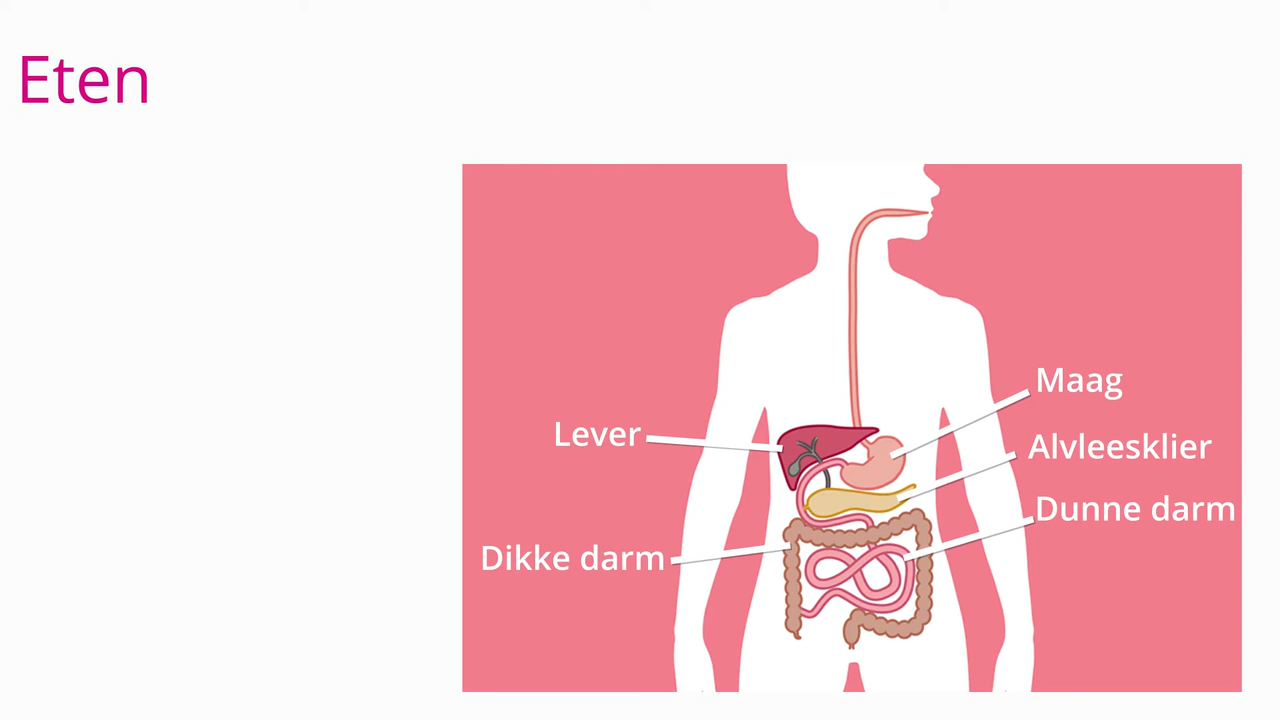 Eten
Maag
Lever
Alvleesklier
Dunne darm
Dikke darm